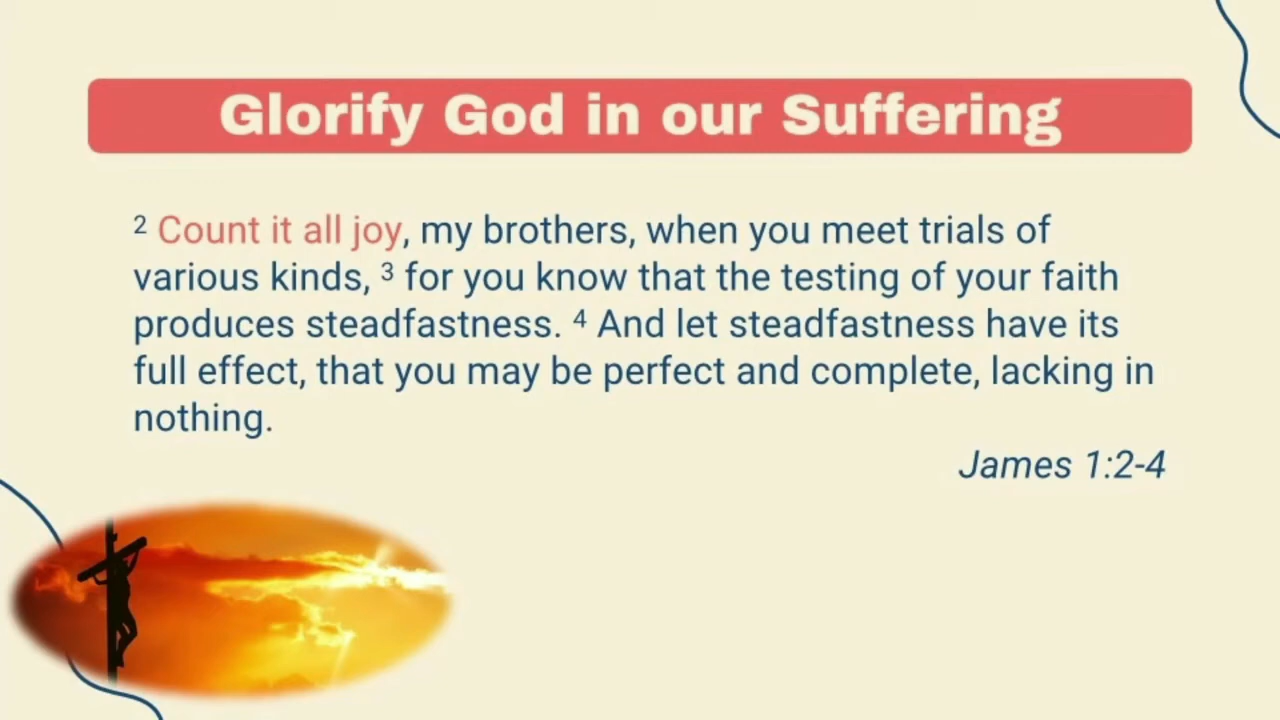 Glorify God in our Suffering
² Count it all joy, my brothers, when you meet trials of
various kinds, ³ for you know that the testing of your faith
produces steadfastness. ⁴ And let steadfastness have its
full effect, that you may be perfect and complete, lacking in
nothing.
James 1:2-4